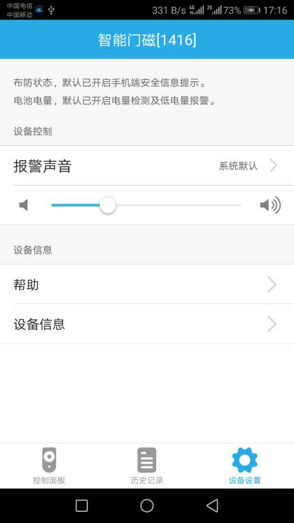 中国电信
中国移动
331 B/s 4G 2G 73% 17:16
智能门磁[1416]
布防状态，默认已开启手机端安全信息提示。
电池电量，默认已开启电量检测及低电量报警。
设备控制
报警声音 系统默认
设备信息
帮助
设备信息
控制面板 历史记录 设备设置